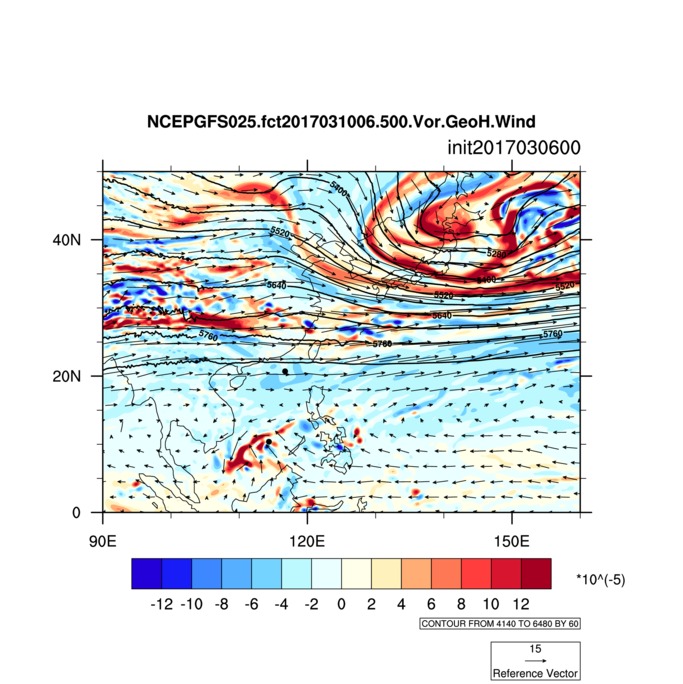 NCEPGFS025.fct2017031006.500.Vor.GeoH.Wind
init2017030600
5400
5520
5280
5400
5520
5640
5520
5640
5760
5760
5760
40N
20N
0
90E 120E 150E
-12 -10 -8 -6 -4 -2 0 2 4 6 8 10 12
*10^(-5)
CONTOUR FROM 4140 TO 6480 BY 60
15
Reference Vector